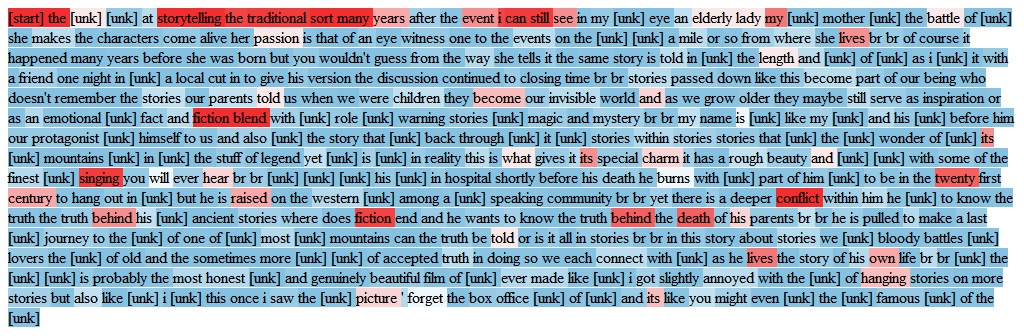 [start] the [unk] [unk] at storytelling the traditional sort many years after the event i can still see in my [unk] eye an elderly lady my [unk] mother [unk] the battle of [unk]
she makes the characters come alive her passion is that of an eye witness one to the events on the [unk] [unk] a mile or so from where she lives br br of course it
happened many years before she was born but you wouldn't guess from the way she tells it the same story is told in [unk] the length and [unk] of [unk] as i [unk] it with
a friend one night in [unk] a local cut in to give his version the discussion continued to closing time br br stories passed down like this become part of our being who
doesn't remember the stories our parents told us when we were children they become our invisible world and as we grow older they maybe still serve as inspiration or
as an emotional [unk] fact and fiction blend with [unk] role [unk] warning stories [unk] magic and mystery br br my name is [unk] like my [unk] and his [unk] before him
our protagonist [unk] himself to us and also [unk] the story that [unk] back through [unk] it [unk] stories within stories stories that [unk] the [unk] wonder of [unk] its
[unk] mountains [unk] in [unk] the stuff of legend yet [unk] is [unk] in reality this is what gives it its special charm it has a rough beauty and [unk] with some of the
finest [unk] singing you will ever hear br br [unk] [unk] [unk] his [unk] in hospital shortly before his death he burns with [unk] part of him [unk] to be in the twenty first
century to hang out in [unk] but he is raised on the western [unk] among a [unk] speaking community br br yet there is a deeper conflict within him he [unk] to know the
truth the truth behind his [unk] ancient stories where does fiction end and he wants to know the truth behind the death of his parents br br he is pulled to make a last
[unk] journey to the [unk] of one of [unk] most [unk] mountains can the truth be told or is it all in stories br br in this story about stories we [unk] bloody battles [unk]
lovers the [unk] of old and the sometimes more [unk] of accepted truth in doing so we each connect with [unk] as he lives the story of his own life br br [unk] the
[unk] [unk] is probably the most honest [unk] and genuinely beautiful film of [unk] ever made like [unk] i got slightly annoyed with the [unk] of hanging stories on more
stories but also like [unk] i [unk] this once i saw the [unk] picture ' forget the box office [unk] of [unk] and its like you might even [unk] the [unk] famous [unk] of the
[unk]